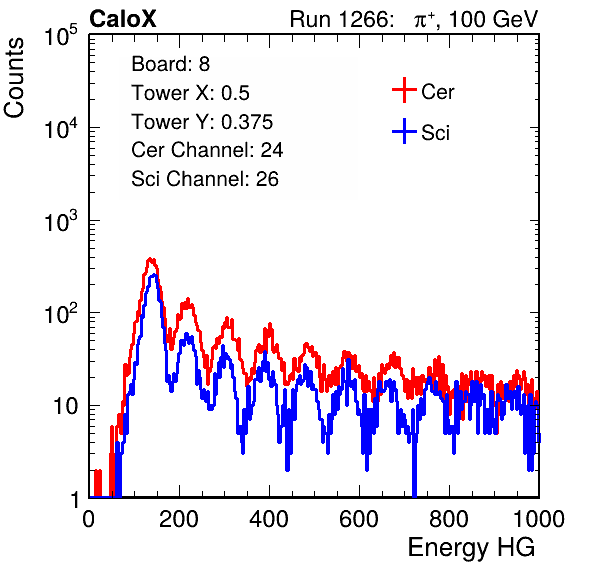 CaloX Run 1266: π⁺, 100 GeV
Counts
10⁵
10⁴
10³
10²
10
1
Board: 8
Tower X: 0.5
Tower Y: 0.375
Cer Channel: 24
Sci Channel: 26
Cer
Sci
0 200 400 600 800 1000
Energy HG